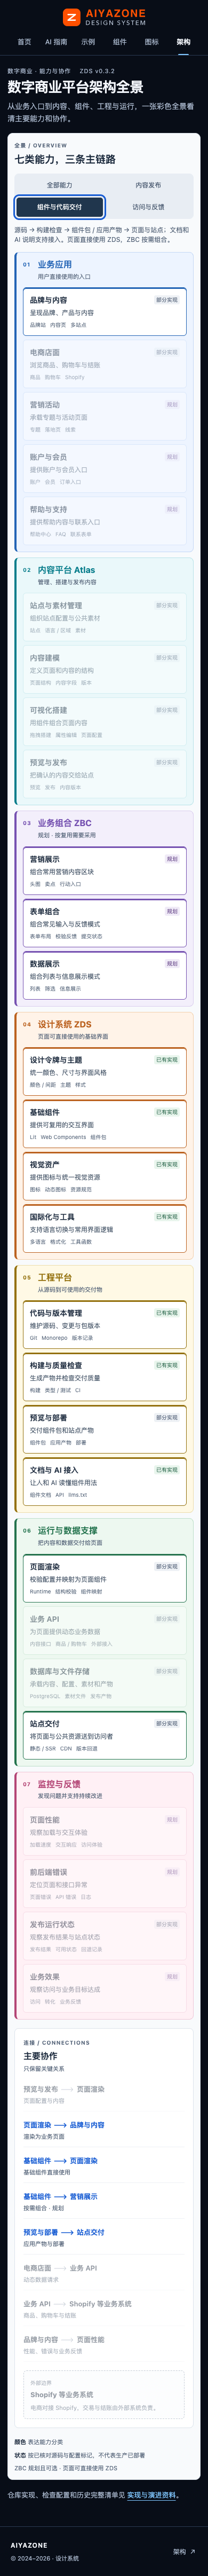 AIYAZONE
DESIGN SYSTEM
首页
AI 指南
示例
组件
图标
架构
数字商业 · 能力与协作 ZDS v0.3.2
数字商业平台架构全景
从业务入口到内容、组件、工程与运行，一张彩色全景看清主要能力和协作。
全景 / OVERVIEW
七类能力，三条主链路
全部能力
内容发布
组件与代码交付
访问与反馈
源码 → 构建检查 → 组件包 / 应用产物 → 页面与站点；文档和 AI 说明支持接入。页面直接使用 ZDS，ZBC 按需组合。
01 业务应用
用户直接使用的入口
品牌与内容 部分实现
呈现品牌、产品与内容
品牌站 内容页 多站点
电商店面 部分实现
浏览商品、购物车与结账
商品 购物车 Shopify
营销活动 规划
承载专题与活动页面
专题 落地页 线索
账户与会员 规划
提供账户与会员入口
账户 会员 订单入口
帮助与支持 规划
提供帮助内容与联系入口
帮助中心 FAQ 联系表单
02 内容平台 Atlas
管理、搭建与发布内容
站点与素材管理 部分实现
组织站点配置与公共素材
站点 语言 / 区域 素材
内容建模 部分实现
定义页面和内容的结构
页面结构 内容字段 版本
可视化搭建 部分实现
用组件组合页面内容
拖拽搭建 属性编辑 页面配置
预览与发布 部分实现
把确认的内容交给站点
预览 发布 内容版本
03 业务组合 ZBC
规划 · 按复用需要采用
营销展示 规划
组合常用营销内容区块
头图 卖点 行动入口
表单组合 规划
组合常见输入与反馈模式
表单布局 校验反馈 提交状态
数据展示 规划
组合列表与信息展示模式
列表 筛选 信息展示
04 设计系统 ZDS
页面可直接使用的基础界面
设计令牌与主题 已有实现
统一颜色、尺寸与界面风格
颜色 / 间距 主题 样式
基础组件 已有实现
提供可复用的交互界面
Lit Web Components 组件包
视觉资产 已有实现
提供图标与统一视觉资源
图标 动态图标 资源规范
国际化与工具 已有实现
支持语言切换与常用界面逻辑
多语言 格式化 工具函数
05 工程平台
从源码到可使用的交付物
代码与版本管理 已有实现
维护源码、变更与包版本
Git Monorepo 版本记录
构建与质量检查 已有实现
生成产物并检查交付质量
构建 类型 / 测试 CI
预览与部署 部分实现
交付组件包和站点产物
组件包 应用产物 部署
文档与 AI 接入 已有实现
让人和 AI 读懂组件用法
组件文档 API llms.txt
06 运行与数据支撑
把内容和数据交付给页面
页面渲染 部分实现
校验配置并映射为页面组件
Runtime 结构校验 组件映射
业务 API 部分实现
为页面提供动态业务数据
内容接口 商品 / 购物车 外部接入
数据库与文件存储 部分实现
承载内容、配置、素材和产物
PostgreSQL 素材文件 发布产物
站点交付 部分实现
将页面与公共资源送到访问者
静态 / SSR CDN 版本回滚
07 监控与反馈
发现问题并支持持续改进
页面性能 规划
观察加载与交互体验
加载速度 交互响应 访问体验
前后端错误 规划
定位页面和接口异常
页面错误 API 错误 日志
发布运行状态 部分实现
观察发布结果与站点状态
发布结果 可用状态 回退记录
业务效果 规划
观察访问与业务目标达成
访问 转化 业务反馈
连接 / CONNECTIONS
主要协作
只保留关键关系
预览与发布 → 页面渲染
页面配置与内容
页面渲染 → 品牌与内容
渲染为业务页面
基础组件 → 页面渲染
基础组件直接使用
基础组件 → 营销展示
按需组合 · 规划
预览与部署 → 站点交付
应用产物与部署
电商店面 → 业务 API
动态数据请求
业务 API → Shopify 等业务系统
商品、购物车与结账
品牌与内容 → 页面性能
性能、错误与业务反馈
外部边界
Shopify 等业务系统
电商对接 Shopify，交易与结账由外部系统负责。
颜色 表达能力分类
状态 按已核对源码与配置标记，不代表生产已部署
ZBC 规划且可选 · 页面可直接使用 ZDS
仓库实现、检查配置和历史完整清单见 实现与演进资料。
AIYAZONE
© 2024–2026 · 设计系统
架构 ↗